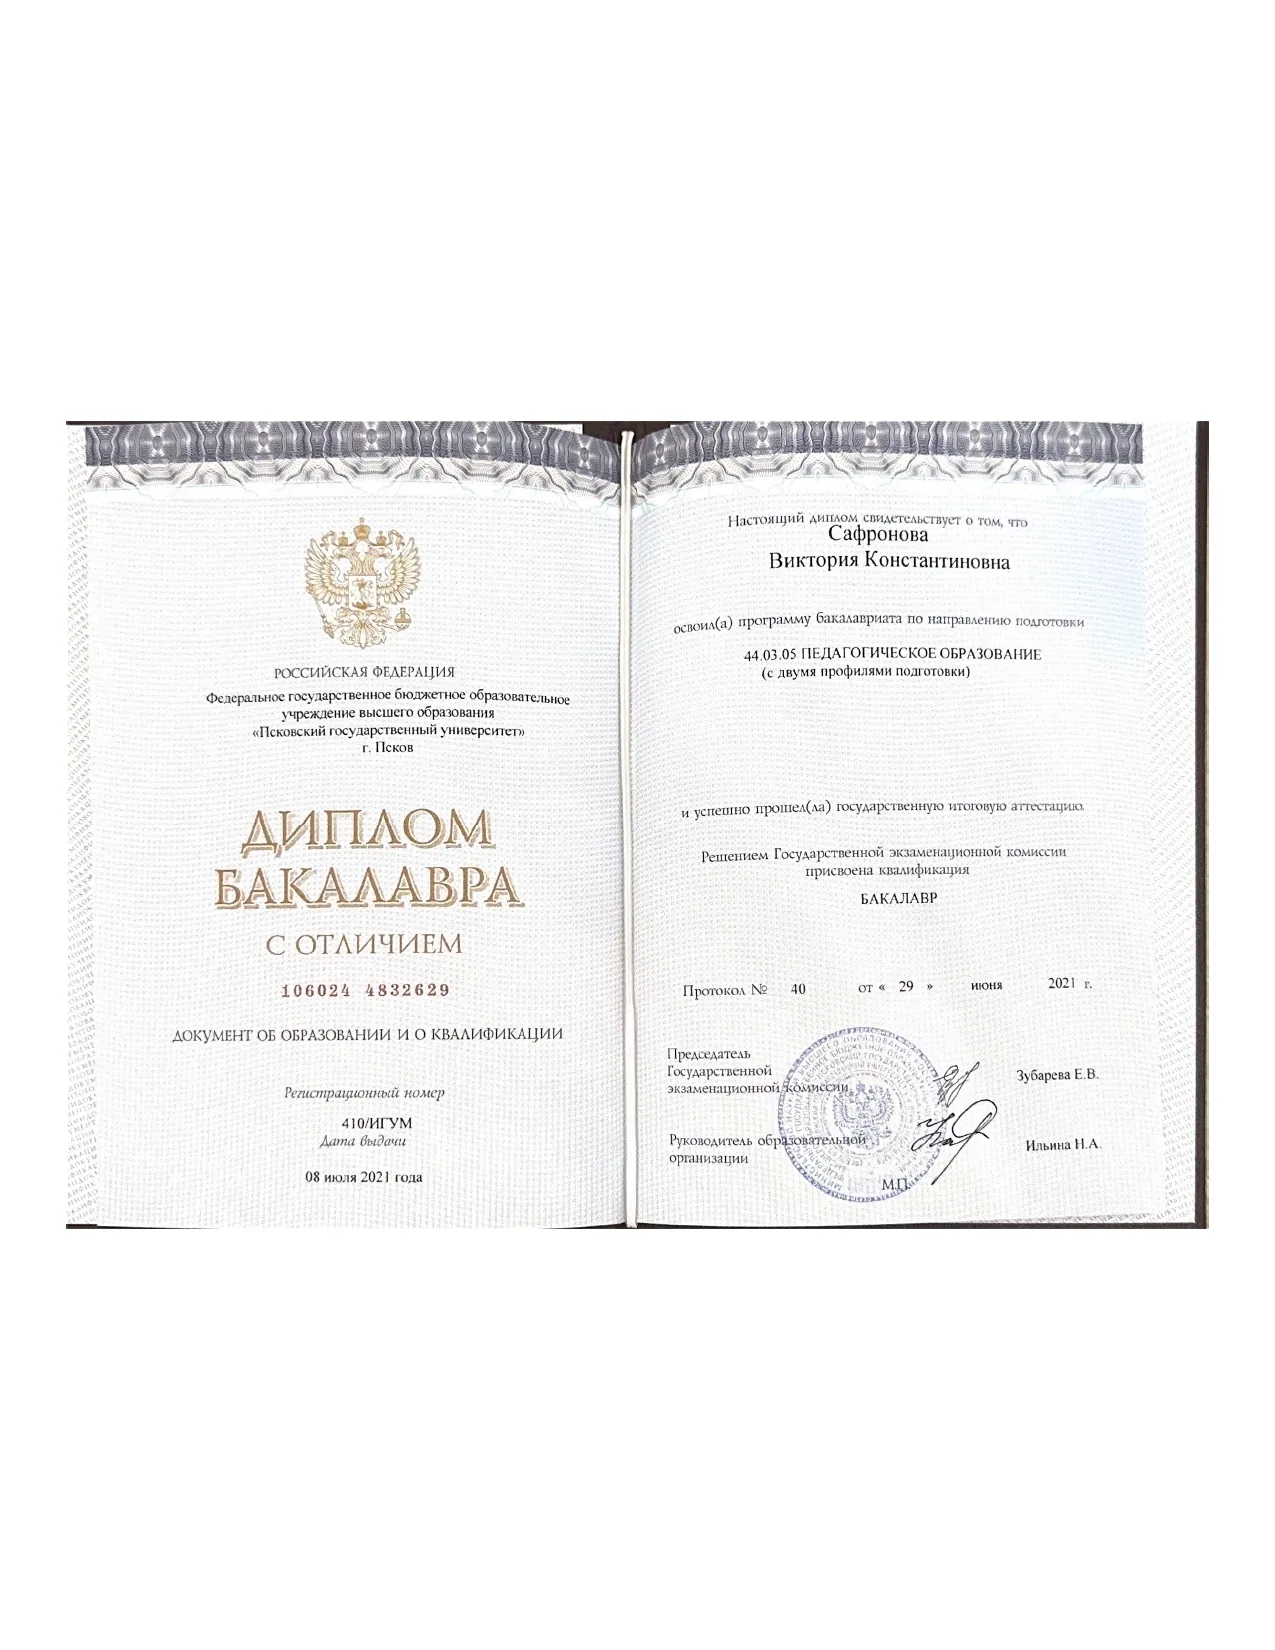 РОССИЙСКАЯ ФЕДЕРАЦИЯ
Федеральное государственное бюджетное образовательное
учреждение высшего образования
«Псковский государственный университет»
г. Псков
ДИПЛОМ
БАКАЛАВРА
С ОТЛИЧИЕМ
106024 4832629
ДОКУМЕНТ ОБ ОБРАЗОВАНИИ И О КВАЛИФИКАЦИИ
Регистрационный номер
410/ИГУМ
Дата выдачи
08 июля 2021 года
Настоящий диплом свидетельствует о том, что
Сафронова
Виктория Константиновна
освоил(а) программу бакалавриата по направлению подготовки
44.03.05 ПЕДАГОГИЧЕСКОЕ ОБРАЗОВАНИЕ
(с двумя профилями подготовки)
и успешно прошел(ла) государственную итоговую аттестацию.
Решением Государственной экзаменационной комиссии
присвоена квалификация
БАКАЛАВР
Протокол № 40 от « 29 » июня 2021 г.
Председатель
Государственной
экзаменационной комиссии
Зубарева Е.В.
Руководитель образовательной
организации
Ильина Н.А.
М.П.